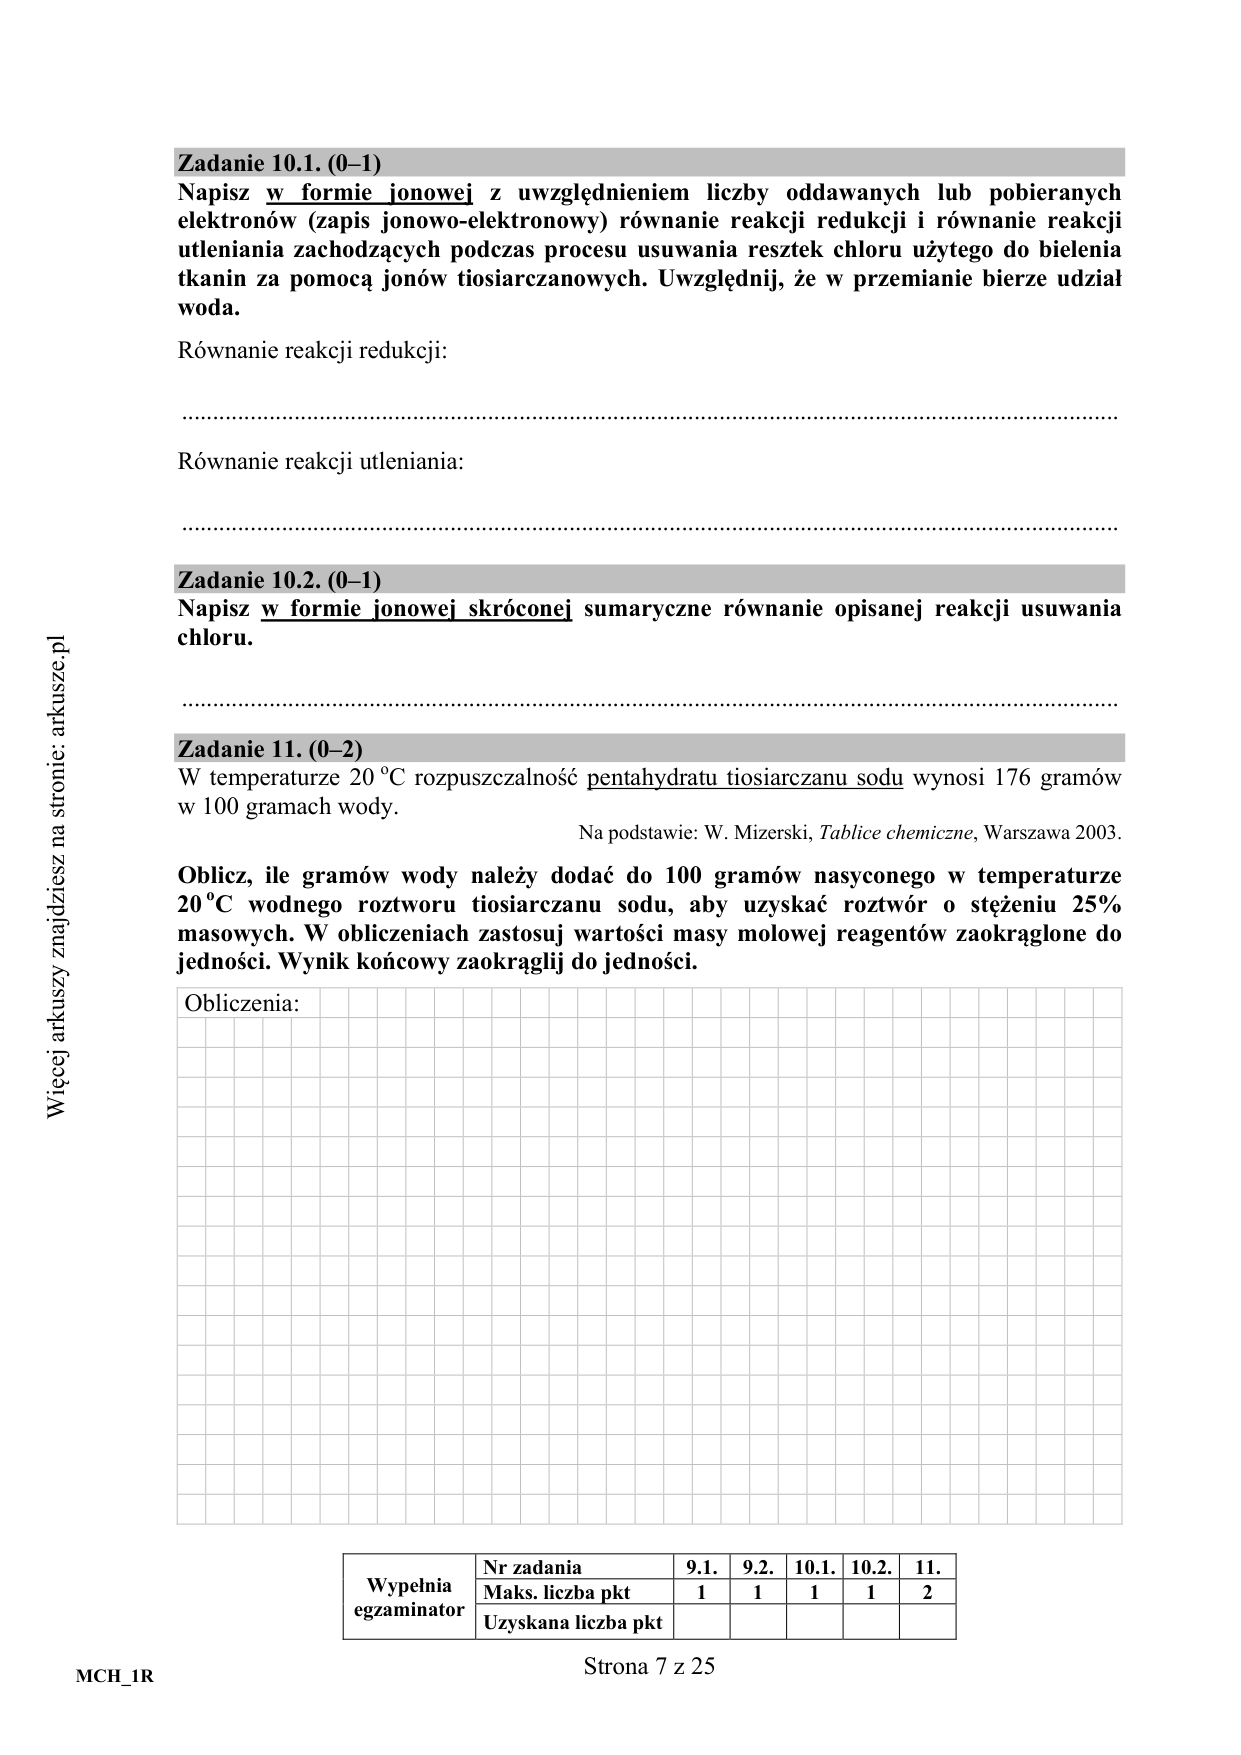 Zadanie 10.1. (0–1)
Napisz w formie jonowej z uwzględnieniem liczby oddawanych lub pobieranych
elektronów (zapis jonowo-elektronowy) równanie reakcji redukcji i równanie reakcji
utleniania zachodzących podczas procesu usuwania resztek chloru użytego do bielenia
tkanin za pomocą jonów tiosiarczanowych. Uwzględnij, że w przemianie bierze udział
woda.
Równanie reakcji redukcji:
......................................................................................................................................................
Równanie reakcji utleniania:
......................................................................................................................................................
Zadanie 10.2. (0–1)
Napisz w formie jonowej skróconej sumaryczne równanie opisanej reakcji usuwania
chloru.
......................................................................................................................................................
Zadanie 11. (0–2)
W temperaturze 20 °C rozpuszczalność pentahydratu tiosiarczanu sodu wynosi 176 gramów
w 100 gramach wody.
Na podstawie: W. Mizerski, Tablice chemiczne, Warszawa 2003.
Oblicz, ile gramów wody należy dodać do 100 gramów nasyconego w temperaturze
20 °C wodnego roztworu tiosiarczanu sodu, aby uzyskać roztwór o stężeniu 25%
masowych. W obliczeniach zastosuj wartości masy molowej reagentów zaokrąglone do
jedności. Wynik końcowy zaokrąglij do jedności.
Obliczenia:
Wypełnia
egzaminator
Nr zadania 9.1. 9.2. 10.1. 10.2. 11.
Maks. liczba pkt 1 1 1 1 2
Uzyskana liczba pkt
MCH_1R
Strona 7 z 25
Więcej arkuszy znajdziesz na stronie: arkusze.pl